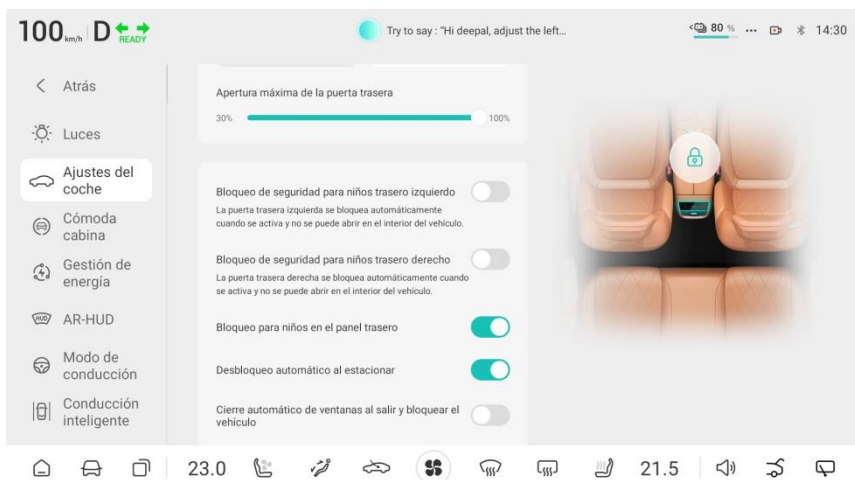 100 km/h D READY
Try to say : "Hi deepal, adjust the left...
80 % ... 14:30
Atrás
Luces
Ajustes del
coche
Cómoda
cabina
Gestión de
energía
HUD AR-HUD
Modo de
conducción
Conducción
inteligente
Apertura máxima de la puerta trasera
30% 100%
Bloqueo de seguridad para niños trasero izquierdo
La puerta trasera izquierda se bloquea automáticamente
cuando se activa y no se puede abrir en el interior del vehículo.
Bloqueo de seguridad para niños trasero derecho
La puerta trasera derecha se bloquea automáticamente cuando
se activa y no se puede abrir en el interior del vehículo.
Bloqueo para niños en el panel trasero
Desbloqueo automático al estacionar
Cierre automático de ventanas al salir y bloquear el
vehículo
23.0 21.5